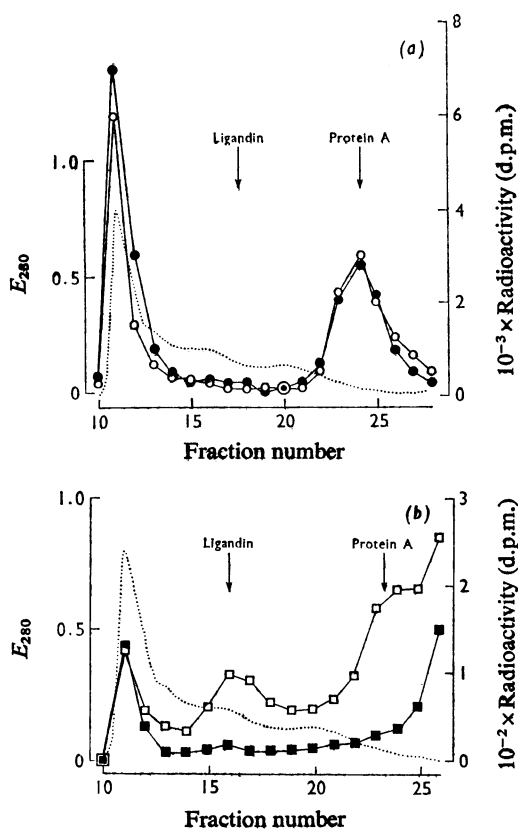 (a)
8
6
4
2
0
10⁻³ × Radioactivity (d.p.m.)
1.0
0.5
0
E₂₈₀
Ligandin
Protein A
10 15 20 25
Fraction number
(b)
1.0
0.5
0
E₂₈₀
Ligandin
Protein A
3
2
1
0
10⁻² × Radioactivity (d.p.m.)
10 15 20 25
Fraction number